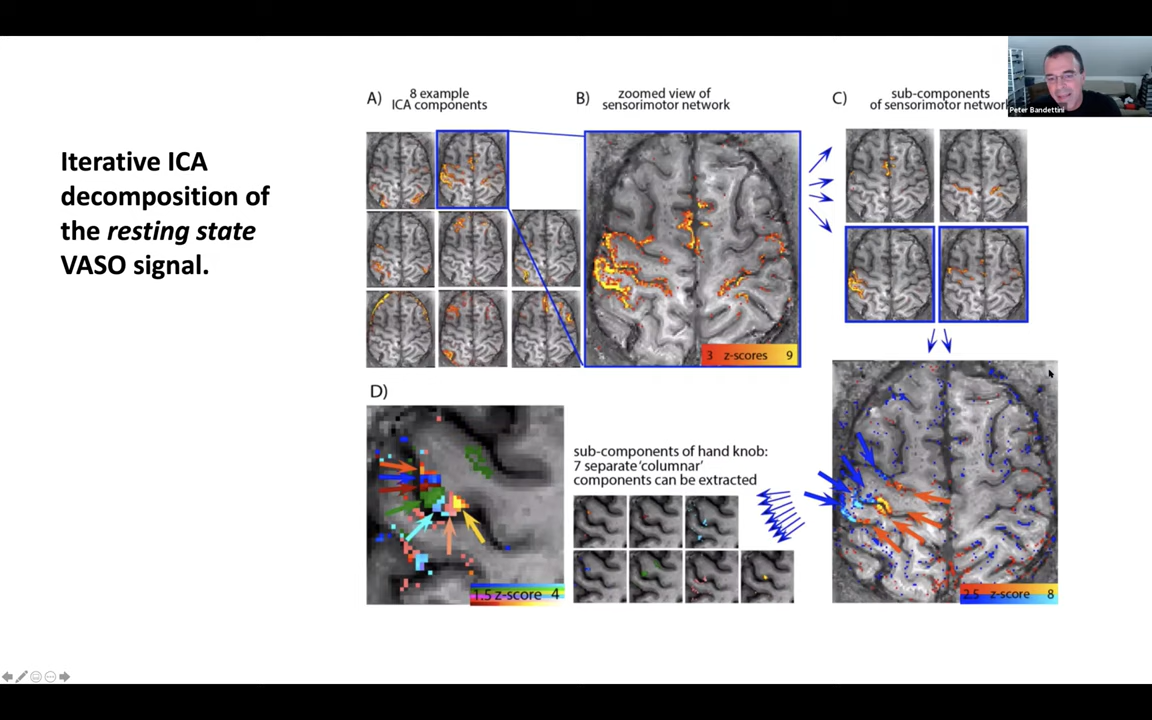 Iterative ICA
decomposition of
the resting state
VASO signal.
A) 8 example
ICA components
B) zoomed view of
sensorimotor network
C) sub-components
of sensorimotor network
Peter Bandettini
3 z-scores 9
D)
1.5 z-score 4
sub-components of hand knob:
7 separate 'columnar'
components can be extracted
2.5 z-score 8